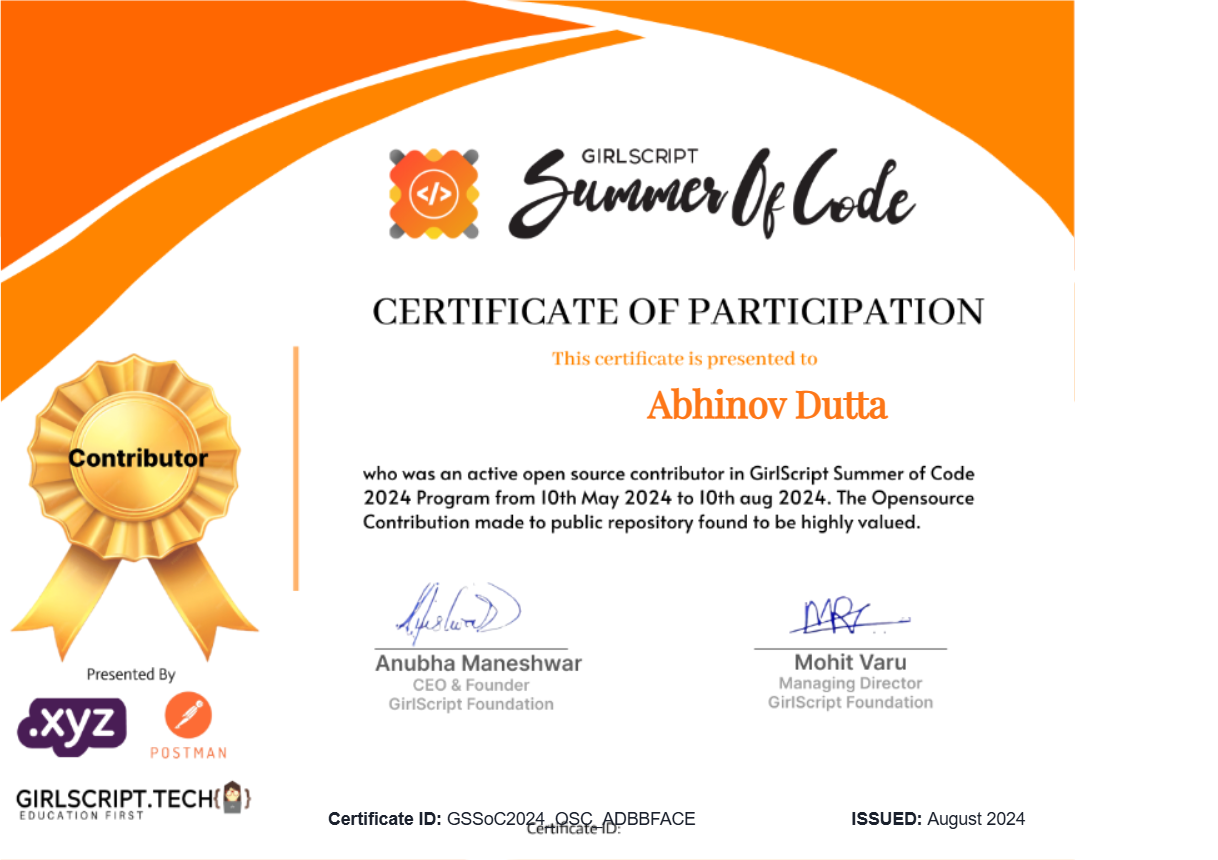 GIRLSCRIPT
Summer Of Code
</>
CERTIFICATE OF PARTICIPATION
This certificate is presented to
Abhinov Dutta
Contributor
who was an active open source contributor in GirlScript Summer of Code
2024 Program from 10th May 2024 to 10th aug 2024. The Opensource
Contribution made to public repository found to be highly valued.
Anubha Maneshwar
CEO & Founder
GirlScript Foundation
Mohit Varu
Managing Director
GirlScript Foundation
Presented By
.xyz
POSTMAN
GIRLSCRIPT.TECH{}
EDUCATION FIRST
Certificate ID: GSSoC2024_OSC_ADBBFACE
Certificate ID:
ISSUED: August 2024